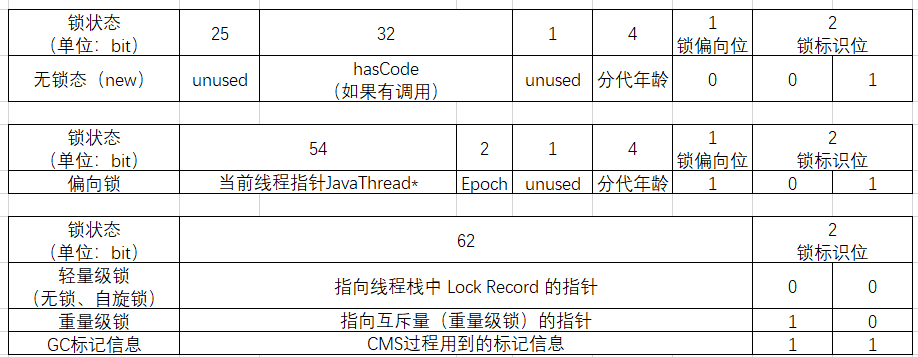 锁状态
（单位：bit）
25
32
1
4
1
锁偏向位
2
锁标识位
无锁态（new）
unused
hasCode
（如果有调用）
unused
分代年龄
0
0
1
锁状态
（单位：bit）
54
2
1
4
1
锁偏向位
2
锁标识位
偏向锁
当前线程指针JavaThread*
Epoch
unused
分代年龄
1
0
1
锁状态
（单位：bit）
62
2
锁标识位
轻量级锁
（无锁、自旋锁）
指向线程栈中 Lock Record 的指针
0
0
重量级锁
指向互斥量（重量级锁）的指针
1
0
GC标记信息
CMS过程用到的标记信息
1
1